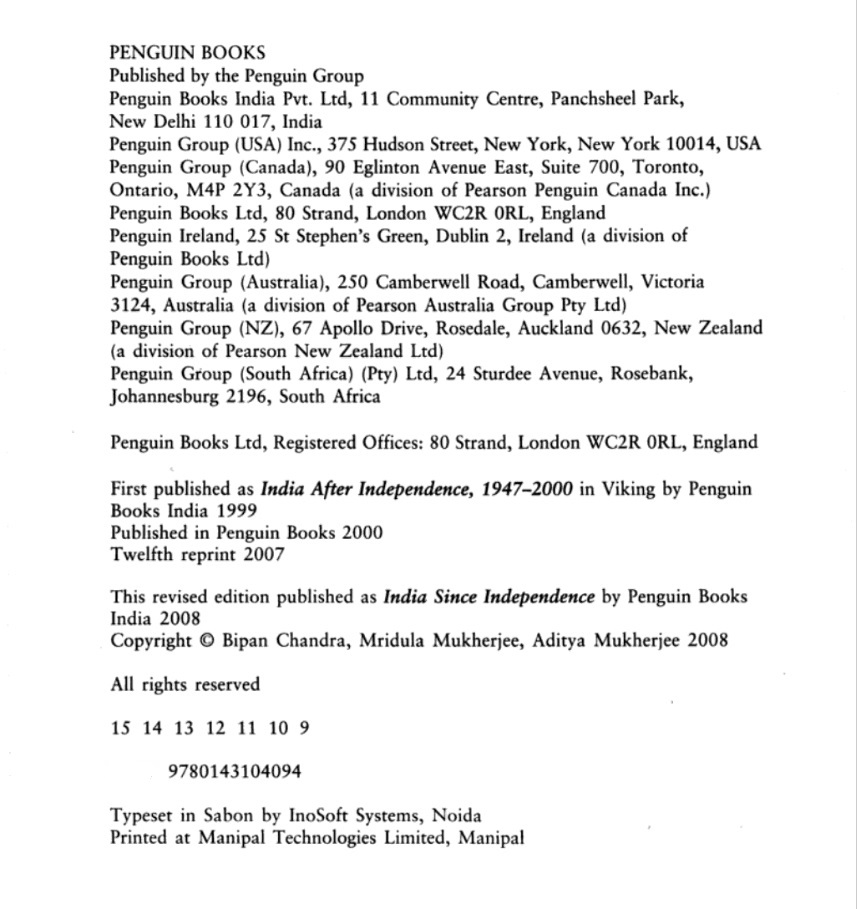 PENGUIN BOOKS
Published by the Penguin Group
Penguin Books India Pvt. Ltd, 11 Community Centre, Panchsheel Park,
New Delhi 110 017, India
Penguin Group (USA) Inc., 375 Hudson Street, New York, New York 10014, USA
Penguin Group (Canada), 90 Eglinton Avenue East, Suite 700, Toronto,
Ontario, M4P 2Y3, Canada (a division of Pearson Penguin Canada Inc.)
Penguin Books Ltd, 80 Strand, London WC2R 0RL, England
Penguin Ireland, 25 St Stephen's Green, Dublin 2, Ireland (a division of
Penguin Books Ltd)
Penguin Group (Australia), 250 Camberwell Road, Camberwell, Victoria
3124, Australia (a division of Pearson Australia Group Pty Ltd)
Penguin Group (NZ), 67 Apollo Drive, Rosedale, Auckland 0632, New Zealand
(a division of Pearson New Zealand Ltd)
Penguin Group (South Africa) (Pty) Ltd, 24 Sturdee Avenue, Rosebank,
Johannesburg 2196, South Africa
Penguin Books Ltd, Registered Offices: 80 Strand, London WC2R 0RL, England
First published as India After Independence, 1947–2000 in Viking by Penguin
Books India 1999
Published in Penguin Books 2000
Twelfth reprint 2007
This revised edition published as India Since Independence by Penguin Books
India 2008
Copyright © Bipan Chandra, Mridula Mukherjee, Aditya Mukherjee 2008
All rights reserved
15 14 13 12 11 10 9
9780143104094
Typeset in Sabon by InoSoft Systems, Noida
Printed at Manipal Technologies Limited, Manipal